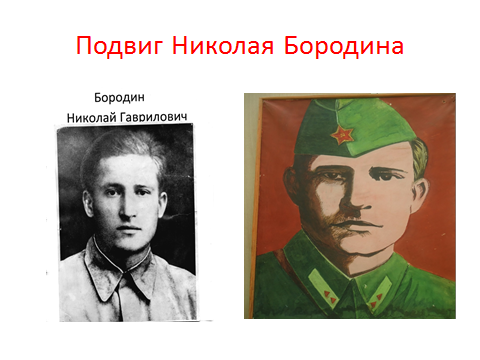 Подвиг Николая Бородина
Бородин
Николай Гаврилович